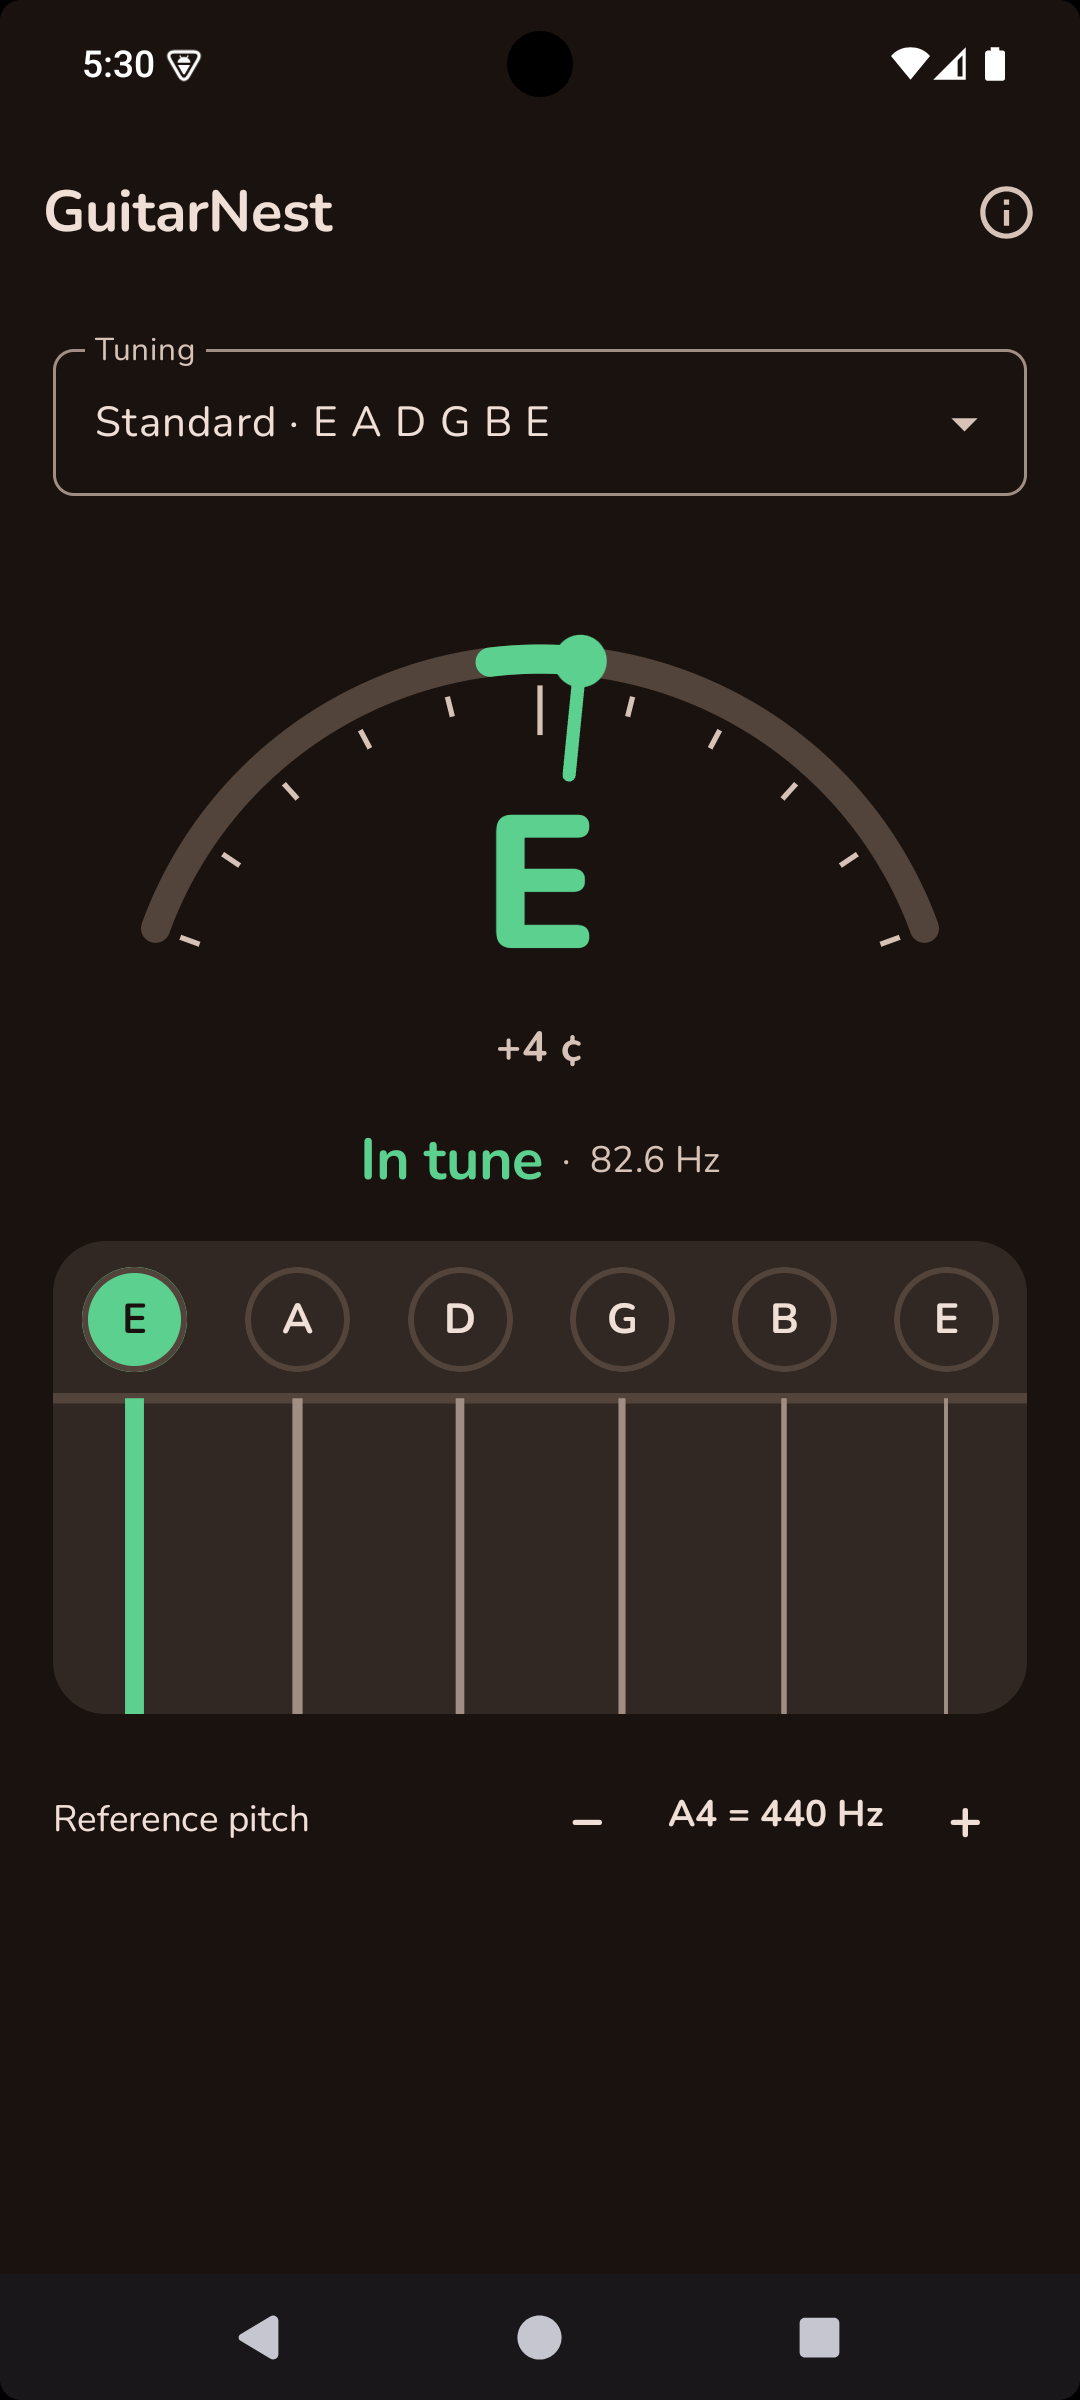 5:30
GuitarNest
Tuning
Standard · E A D G B E
E
+4 ¢
In tune · 82.6 Hz
E A D G B E
Reference pitch − A4 = 440 Hz +